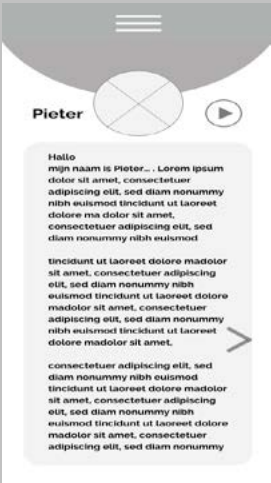 Pieter
Hallo
mijn naam is Pieter... . Lorem ipsum
dolor sit amet, consectetuer
adipiscing elit, sed diam nonummy
nibh euismod tincidunt ut laoreet
dolore ma dolor sit amet,
consectetuer adipiscing elit, sed
diam nonummy nibh euismod
tincidunt ut laoreet dolore madolor
sit amet, consectetuer adipiscing
elit, sed diam nonummy nibh
euismod tincidunt ut laoreet dolore
madolor sit amet, consectetuer
adipiscing elit, sed diam nonummy
nibh euismod tincidunt ut laoreet
dolore madolor sit amet,
consectetuer adipiscing elit, sed
diam nonummy nibh euismod
tincidunt ut laoreet dolore madolor
sit amet, consectetuer adipiscing
elit, sed diam nonummy nibh
euismod tincidunt ut laoreet dolore
madolor sit amet, consectetuer
adipiscing elit, sed diam nonummy